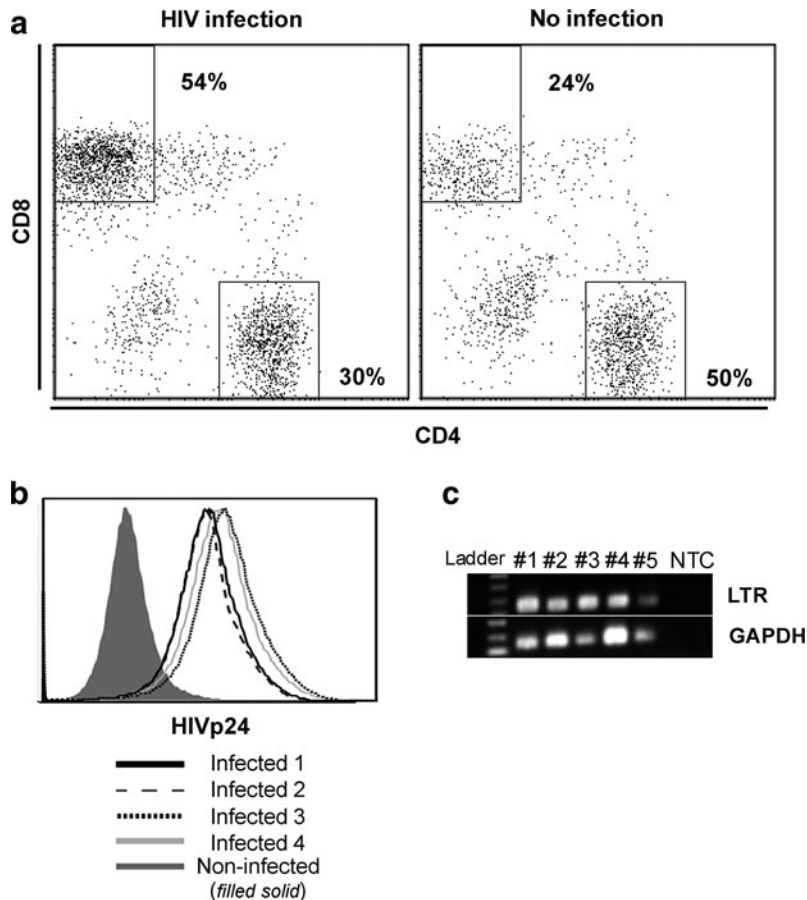 a
HIV infection
No infection
54%
24%
CD8
30%
50%
CD4
b
HIVp24
Infected 1
Infected 2
Infected 3
Infected 4
Non-infected
(filled solid)
c
Ladder #1 #2 #3 #4 #5 NTC
LTR
GAPDH